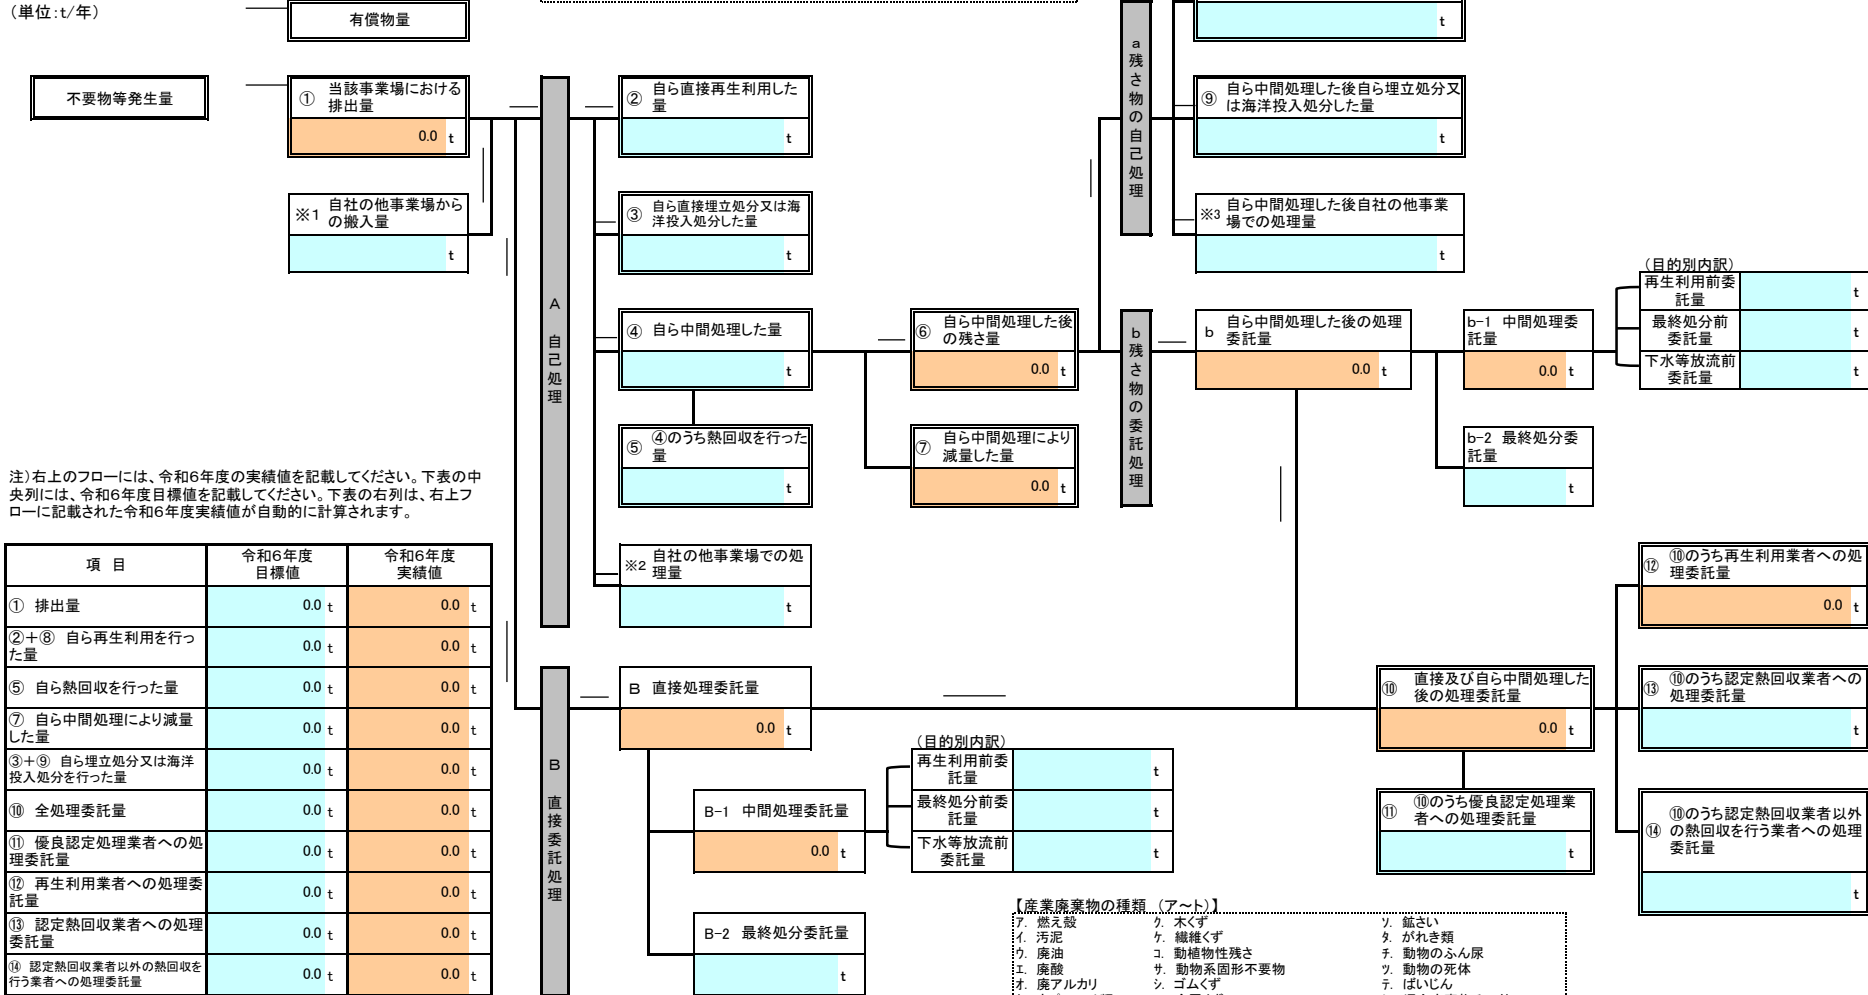 (単位:t/年)
有償物量
t
不要物等発生量
① 当該事業場における
排出量
0.0 t
※1 自社の他事業場から
の搬入量
t
A 自己処理
② 自ら直接再生利用した
量
t
③ 自ら直接埋立処分又は海
洋投入処分した量
t
④ 自ら中間処理した量
t
⑤ ④のうち熱回収を行った
量
t
※2 自社の他事業場での処
理量
t
⑥ 自ら中間処理した後
の残さ量
0.0 t
⑦ 自ら中間処理により
減量した量
0.0 t
a 残さ物の自己処理
⑨ 自ら中間処理した後自ら埋立処分又
は海洋投入処分した量
t
※3 自ら中間処理した後自社の他事業
場での処理量
t
b 残さ物の委託処理
b 自ら中間処理した後の処理
委託量
0.0 t
b-1 中間処理委
託量
0.0 t
b-2 最終処分委
託量
t
(目的別内訳)
再生利用前委
託量
t
最終処分前
委託量
t
下水等放流前
委託量
t
注)右上のフローには、令和6年度の実績値を記載してください。下表の中
央列には、令和6年度目標値を記載してください。下表の右列は、右上フ
ローに記載された令和6年度実績値が自動的に計算されます。
項 目 令和6年度 目標値 令和6年度 実績値
① 排出量 0.0 t 0.0 t
②+⑧ 自ら再生利用を行っ
た量 0.0 t 0.0 t
⑤ 自ら熱回収を行った量 0.0 t 0.0 t
⑦ 自ら中間処理により減量
した量 0.0 t 0.0 t
③+⑨ 自ら埋立処分又は海洋
投入処分を行った量 0.0 t 0.0 t
⑩ 全処理委託量 0.0 t 0.0 t
⑪ 優良認定処理業者への処
理委託量 0.0 t 0.0 t
⑫ 再生利用業者への処理委
託量 0.0 t 0.0 t
⑬ 認定熱回収業者への処理
委託量 0.0 t 0.0 t
⑭ 認定熱回収業者以外の熱回収を
行う業者への処理委託量 0.0 t 0.0 t
B 直接委託処理
B 直接処理委託量
0.0 t
B-1 中間処理委託量
0.0 t
B-2 最終処分委託量
t
(目的別内訳)
再生利用前委
託量
t
最終処分前委
託量
t
下水等放流前
委託量
t
⑩ 直接及び自ら中間処理した
後の処理委託量
0.0 t
⑪ ⑩のうち優良認定処理業
者への処理委託量
t
⑫ ⑩のうち再生利用業者への処
理委託量
0.0 t
⑬ ⑩のうち認定熱回収業者への
処理委託量
t
⑭ ⑩のうち認定熱回収業者以外
の熱回収を行う業者への処理
委託量
t
【産業廃棄物の種類 (ア~ト)】
ア. 燃え殻 ク. 木くず ソ. 鉱さい
イ. 汚泥 ケ. 繊維くず タ. がれき類
ウ. 廃油 コ. 動植物性残さ チ. 動物のふん尿
エ. 廃酸 サ. 動物系固形不要物 ツ. 動物の死体
オ. 廃アルカリ シ. ゴムくず テ. ばいじん